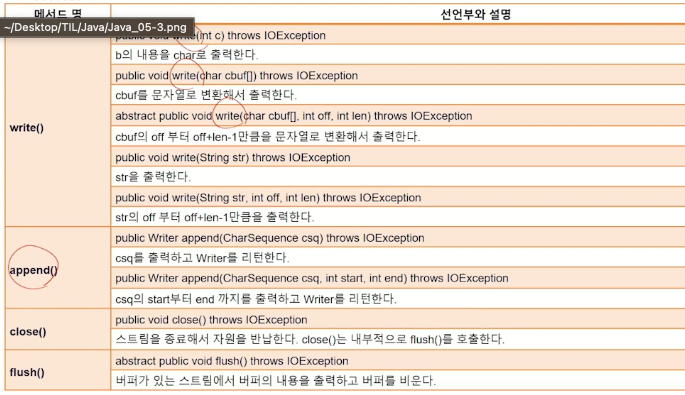 메서드 명
선언부와 설명
~/Desktop/TIL/Java/Java_05-3.png
public void write(int c) throws IOException
b의 내용을 char로 출력한다.
public void write(char cbuf[]) throws IOException
cbuf를 문자열로 변환해서 출력한다.
abstract public void write(char cbuf[], int off, int len) throws IOException
write()
cbuf의 off 부터 off+len-1만큼을 문자열로 변환해서 출력한다.
public void write(String str) throws IOException
str을 출력한다.
public void write(String str, int off, int len) throws IOException
str의 off 부터 off+len-1만큼을 출력한다.
public Writer append(CharSequence csq) throws IOException
append()
csq를 출력하고 Writer를 리턴한다.
public Writer append(CharSequence csq, int start, int end) throws IOException
csq의 start부터 end 까지를 출력하고 Writer를 리턴한다.
close()
public void close() throws IOException
스트림을 종료해서 자원을 반납한다. close()는 내부적으로 flush()를 호출한다.
flush()
abstract public void flush() throws IOException
버퍼가 있는 스트림에서 버퍼의 내용을 출력하고 버퍼를 비운다.